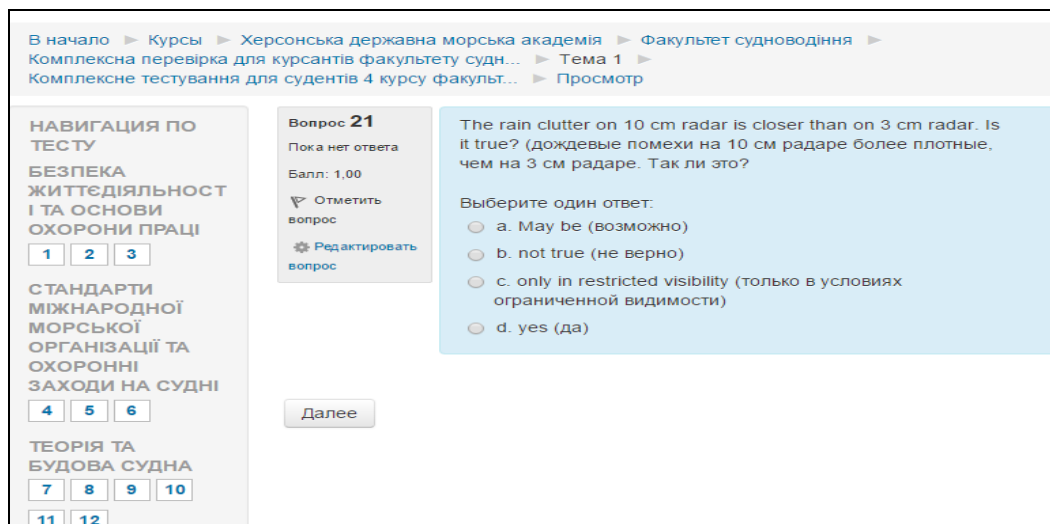 В начало ► Курсы ► Херсонська державна морська академія ► Факультет судноводіння ►
Комплексна перевірка для курсантів факультету судн... ► Тема 1 ►
Комплексне тестування для судентів 4 курсу факульт... ► Просмотр
НАВИГАЦИЯ ПО
ТЕСТУ
БЕЗПЕКА
ЖИТТЄДІЯЛЬНОСТ
І ТА ОСНОВИ
ОХОРОНИ ПРАЦІ
1 2 3
СТАНДАРТИ
МІЖНАРОДНОЇ
МОРСЬКОЇ
ОРГАНІЗАЦІЇ ТА
ОХОРОННІ
ЗАХОДИ НА СУДНІ
4 5 6
ТЕОРІЯ ТА
БУДОВА СУДНА
7 8 9 10
11 12
Вопрос 21
Пока нет ответа
Балл: 1,00
Отметить
вопрос
Редактировать
вопрос
The rain clutter on 10 cm radar is closer than on 3 cm radar. Is
it true? (дождевые помехи на 10 см радаре более плотные,
чем на 3 см радаре. Так ли это?
Выберите один ответ:
a. May be (возможно)
b. not true (не верно)
c. only in restricted visibility (только в условиях
ограниченной видимости)
d. yes (да)
Далее